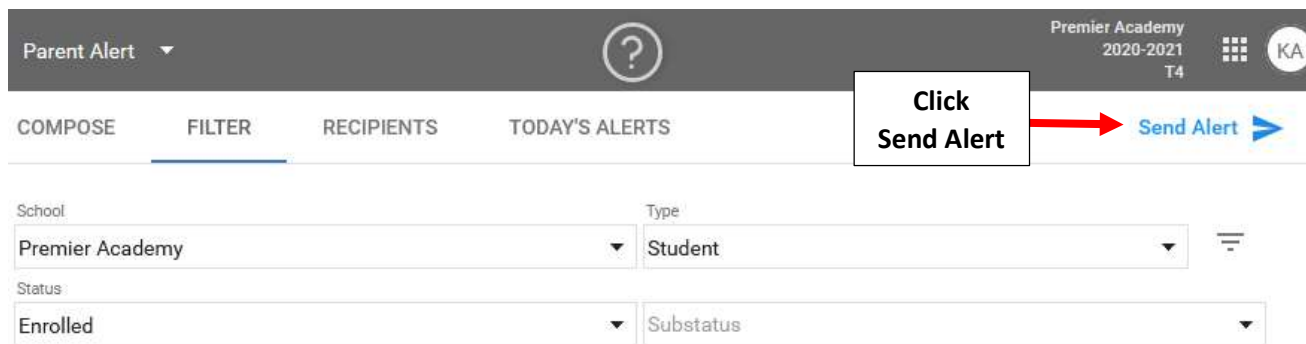 Parent Alert
?
Premier Academy
2020-2021
T4
KA
COMPOSE FILTER RECIPIENTS TODAY'S ALERTS
Click
Send Alert
Send Alert
School
Premier Academy
Type
Student
Status
Enrolled
Substatus